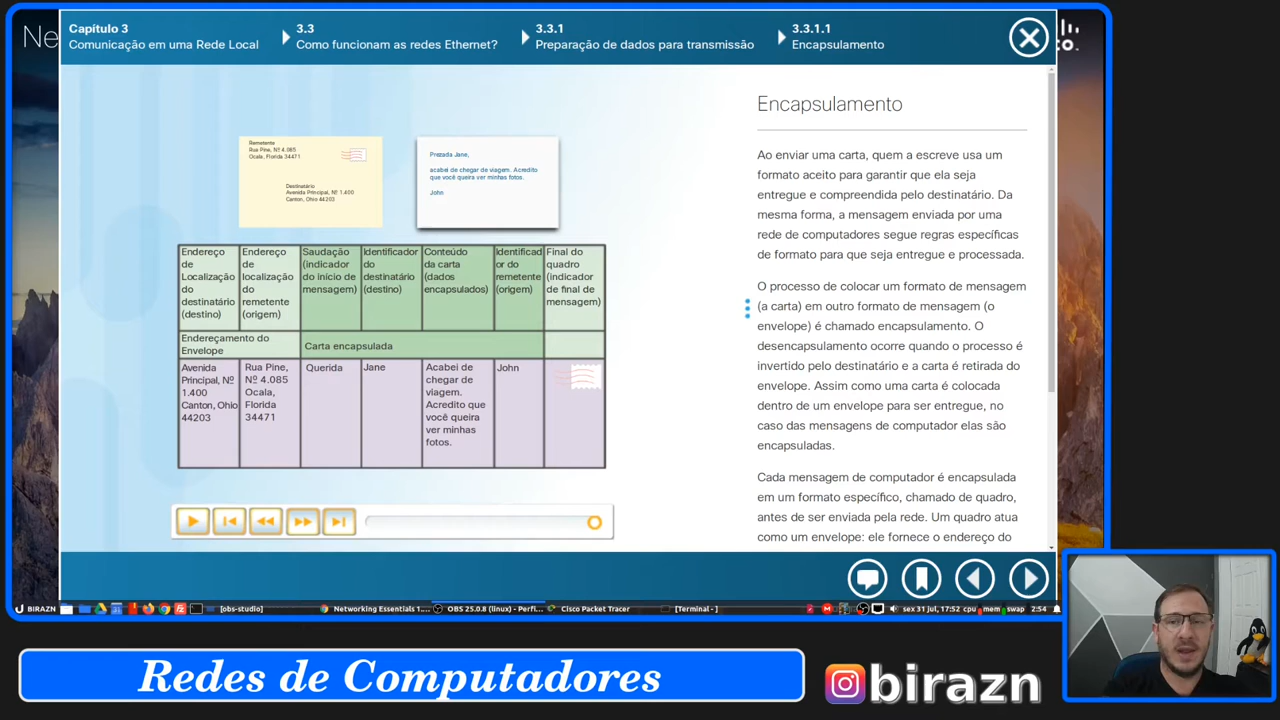 Ne
Capítulo 3
Comunicação em uma Rede Local
3.3
Como funcionam as redes Ethernet?
3.3.1
Preparação de dados para transmissão
3.3.1.1
Encapsulamento
Remetente
Rua Pine, Nº 4.085
Ocala, Florida 34471
Destinatário
Avenida Principal, Nº 1.400
Canton, Ohio 44203
Prezada Jane,
acabei de chegar de viagem. Acredito
que você queira ver minhas fotos.
John
Endereço
de
Localização
do
destinatário
(destino)
Endereço
de
localização
do
remetente
(origem)
Saudação
(indicador
do início de
mensagem)
Identificador
do
destinatário
(destino)
Conteúdo
da carta
(dados
encapsulados)
Identificad
or do
remetente
(origem)
Final do
quadro
(indicador
de final de
mensagem)
Endereçamento do
Envelope
Carta encapsulada
Avenida
Principal, Nº
1.400
Canton, Ohio
44203
Rua Pine,
Nº 4.085
Ocala,
Florida
34471
Querida
Jane
Acabei de
chegar de
viagem.
Acredito que
você queira
ver minhas
fotos.
John
Encapsulamento
Ao enviar uma carta, quem a escreve usa um
formato aceito para garantir que ela seja
entregue e compreendida pelo destinatário. Da
mesma forma, a mensagem enviada por uma
rede de computadores segue regras específicas
de formato para que seja entregue e processada.
O processo de colocar um formato de mensagem
(a carta) em outro formato de mensagem (o
envelope) é chamado encapsulamento. O
desencapsulamento ocorre quando o processo é
invertido pelo destinatário e a carta é retirada do
envelope. Assim como uma carta é colocada
dentro de um envelope para ser entregue, no
caso das mensagens de computador elas são
encapsuladas.
Cada mensagem de computador é encapsulada
em um formato específico, chamado de quadro,
antes de ser enviada pela rede. Um quadro atua
como um envelope: ele fornece o endereço do
BIRAZN
[obs-studio]
Networking Essentials 1....
OBS 25.0.8 (linux) - Perfi...
Cisco Packet Tracer
[Terminal - ]
sex 31 jul, 17:52 cpu mem swap 2:54
Redes de Computadores
birazn